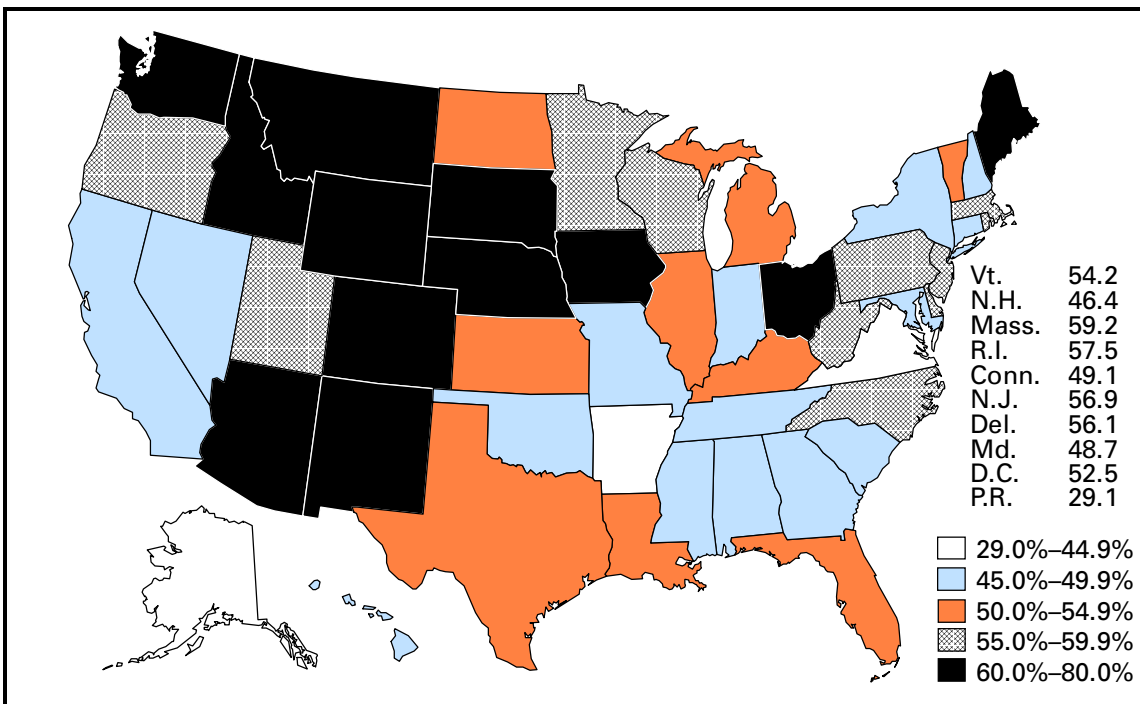 Vt. 54.2
N.H. 46.4
Mass. 59.2
R.I. 57.5
Conn. 49.1
N.J. 56.9
Del. 56.1
Md. 48.7
D.C. 52.5
P.R. 29.1
29.0%–44.9%
45.0%–49.9%
50.0%–54.9%
55.0%–59.9%
60.0%–80.0%